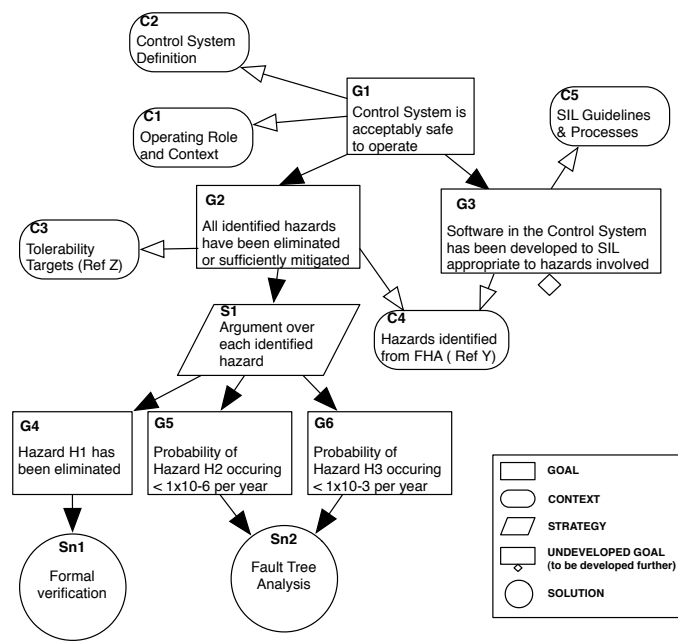 C2
Control System
Definition
G1
Control System is
acceptably safe
to operate
C1
Operating Role
and Context
C5
SIL Guidelines
& Processes
G2
All identified hazards
have been eliminated
or sufficiently mitigated
G3
Software in the Control System
has been developed to SIL
appropriate to hazards involved
C3
Tolerability
Targets (Ref Z)
S1
Argument over
each identified
hazard
C4
Hazards identified
from FHA ( Ref Y)
G4
Hazard H1 has
been eliminated
G5
Probability of
Hazard H2 occuring
< 1x10-6 per year
G6
Probability of
Hazard H3 occuring
< 1x10-3 per year
Sn1
Formal
verification
Sn2
Fault Tree
Analysis
GOAL
CONTEXT
STRATEGY
UNDEVELOPED GOAL
(to be developed further)
SOLUTION